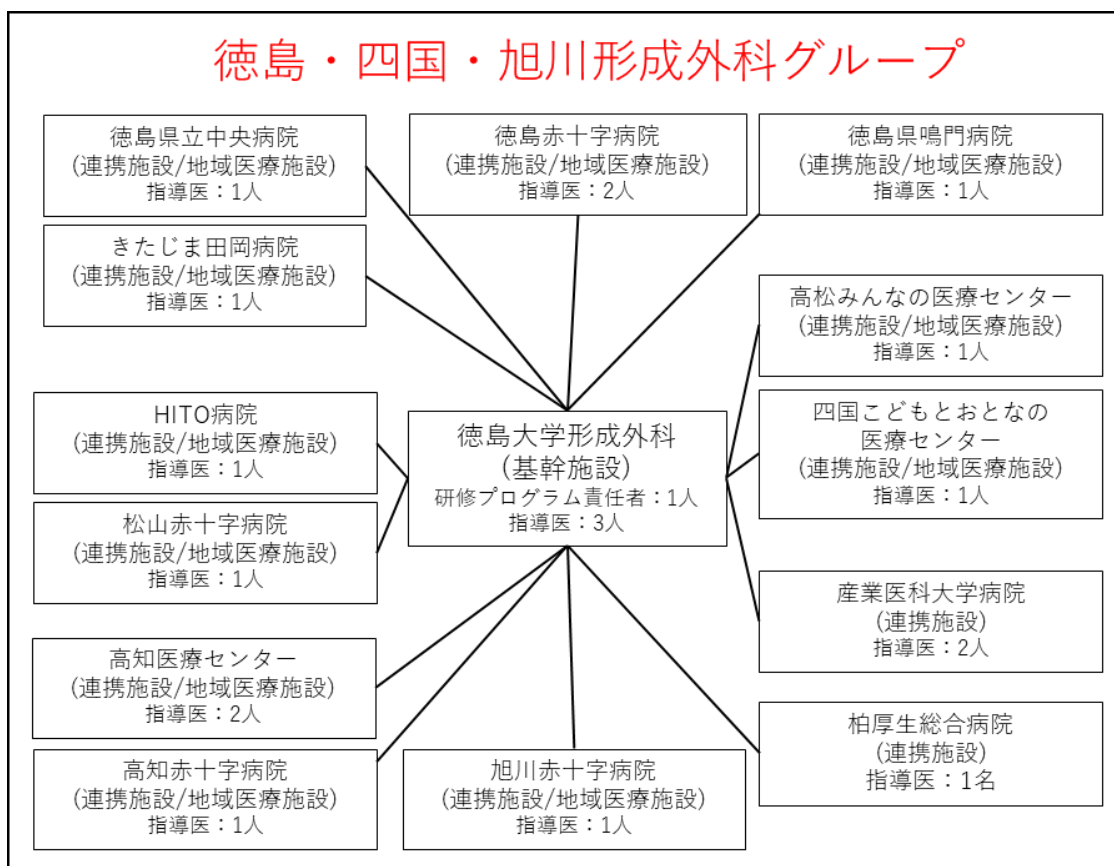 徳島・四国・旭川形成外科グループ
徳島県立中央病院
(連携施設/地域医療施設)
指導医：1人
徳島赤十字病院
(連携施設/地域医療施設)
指導医：2人
徳島県鳴門病院
(連携施設/地域医療施設)
指導医：1人
きたじま田岡病院
(連携施設/地域医療施設)
指導医：1人
高松みんなの医療センター
(連携施設/地域医療施設)
指導医：1人
HITO病院
(連携施設/地域医療施設)
指導医：1人
徳島大学形成外科
(基幹施設)
研修プログラム責任者：1人
指導医：3人
四国こどもとおとなの
医療センター
(連携施設/地域医療施設)
指導医：1人
松山赤十字病院
(連携施設/地域医療施設)
指導医：1人
産業医科大学病院
(連携施設)
指導医：2人
高知医療センター
(連携施設/地域医療施設)
指導医：2人
柏厚生総合病院
(連携施設)
指導医：1名
高知赤十字病院
(連携施設/地域医療施設)
指導医：1人
旭川赤十字病院
(連携施設/地域医療施設)
指導医：1人